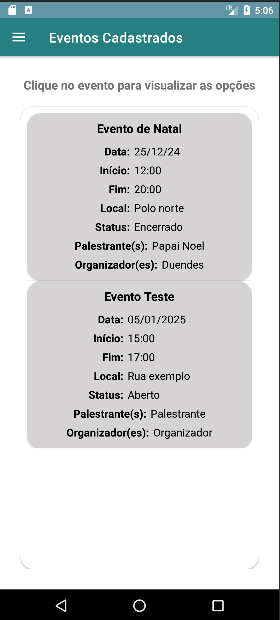 5:06
Eventos Cadastrados
Clique no evento para visualizar as opções
Evento de Natal
Data: 25/12/24
Início: 12:00
Fim: 20:00
Local: Polo norte
Status: Encerrado
Palestrante(s): Papai Noel
Organizador(es): Duendes
Evento Teste
Data: 05/01/2025
Início: 15:00
Fim: 17:00
Local: Rua exemplo
Status: Aberto
Palestrante(s): Palestrante
Organizador(es): Organizador